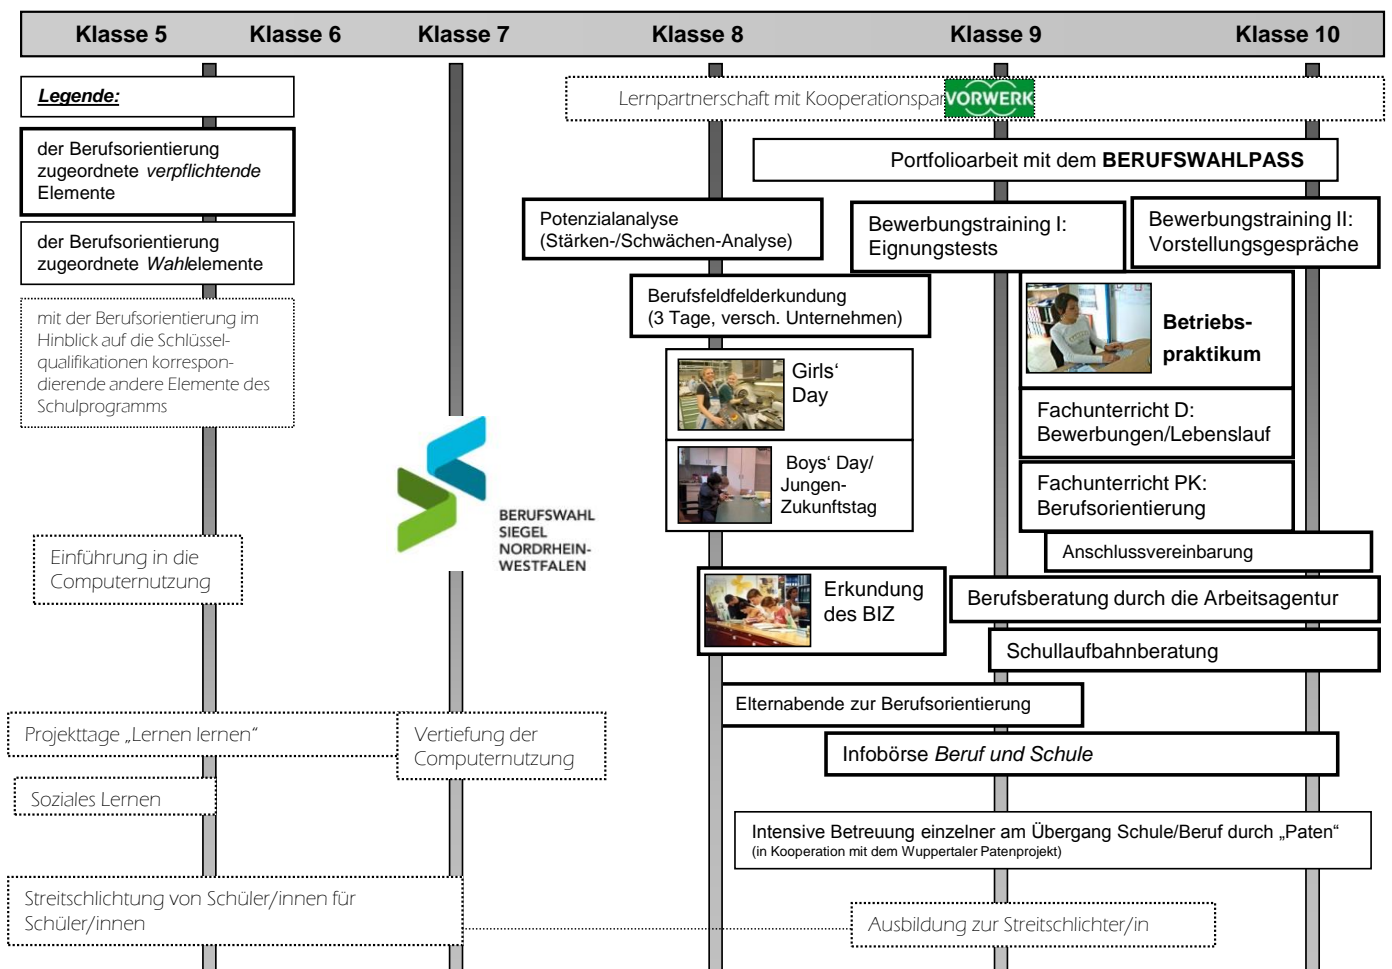 Klasse 5 Klasse 6 Klasse 7 Klasse 8 Klasse 9 Klasse 10
Legende:
der Berufsorientierung
zugeordnete verpflichtende
Elemente
der Berufsorientierung
zugeordnete Wahlelemente
mit der Berufsorientierung im
Hinblick auf die Schlüssel-
qualifikationen korrespon-
dierende andere Elemente des
Schulprogramms
Lernpartnerschaft mit Kooperationspar
VORWERK
Portfolioarbeit mit dem BERUFSWAHLPASS
Potenzialanalyse
(Stärken-/Schwächen-Analyse)
Bewerbungstraining I:
Eignungstests
Bewerbungstraining II:
Vorstellungsgespräche
Berufsfeldfelderkundung
(3 Tage, versch. Unternehmen)
Betriebs-
praktikum
Girls‘
Day
Boys‘ Day/
Jungen-
Zukunftstag
Fachunterricht D:
Bewerbungen/Lebenslauf
Fachunterricht PK:
Berufsorientierung
BERUFSWAHL
SIEGEL
NORDRHEIN-
WESTFALEN
Einführung in die
Computernutzung
Anschlussvereinbarung
Erkundung
des BIZ
Berufsberatung durch die Arbeitsagentur
Schullaufbahnberatung
Elternabende zur Berufsorientierung
Projekttage „Lernen lernen“
Vertiefung der
Computernutzung
Infobörse Beruf und Schule
Soziales Lernen
Intensive Betreuung einzelner am Übergang Schule/Beruf durch „Paten“
(in Kooperation mit dem Wuppertaler Patenprojekt)
Streitschlichtung von Schüler/innen für
Schüler/innen
Ausbildung zur Streitschlichter/in